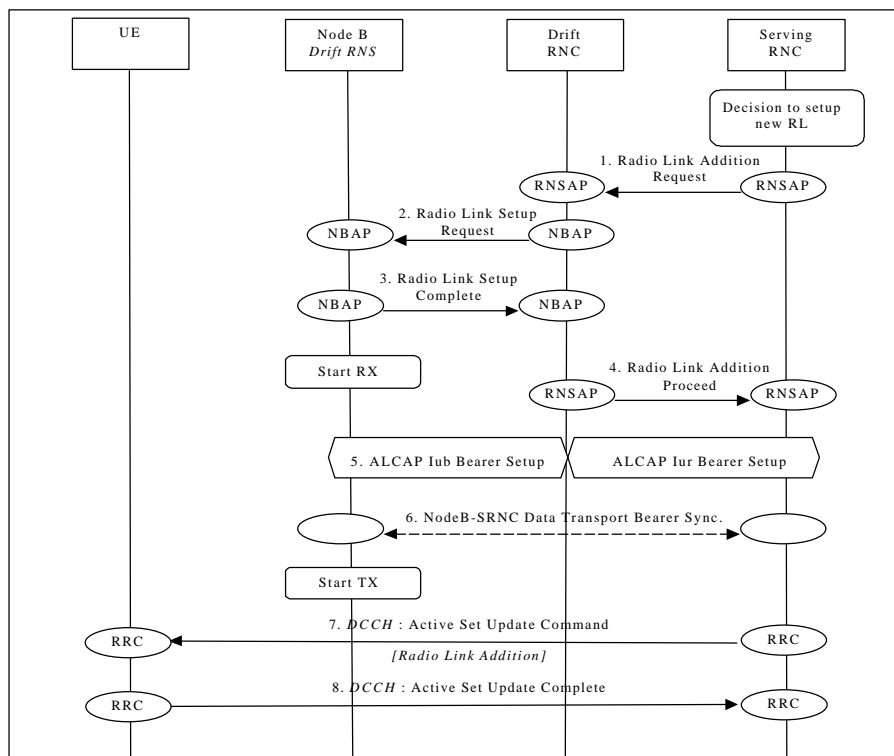 UE
Node B
Drift RNS
Drift
RNC
Serving
RNC
Decision to setup
new RL
1. Radio Link Addition
Request
RNSAP
RNSAP
2. Radio Link Setup
Request
NBAP
NBAP
3. Radio Link Setup
Complete
NBAP
NBAP
Start RX
4. Radio Link Addition
Proceed
RNSAP
RNSAP
5. ALCAP Iub Bearer Setup
ALCAP Iur Bearer Setup
6. NodeB-SRNC Data Transport Bearer Sync.
Start TX
7. DCCH : Active Set Update Command
RRC
RRC
[Radio Link Addition]
8. DCCH : Active Set Update Complete
RRC
RRC